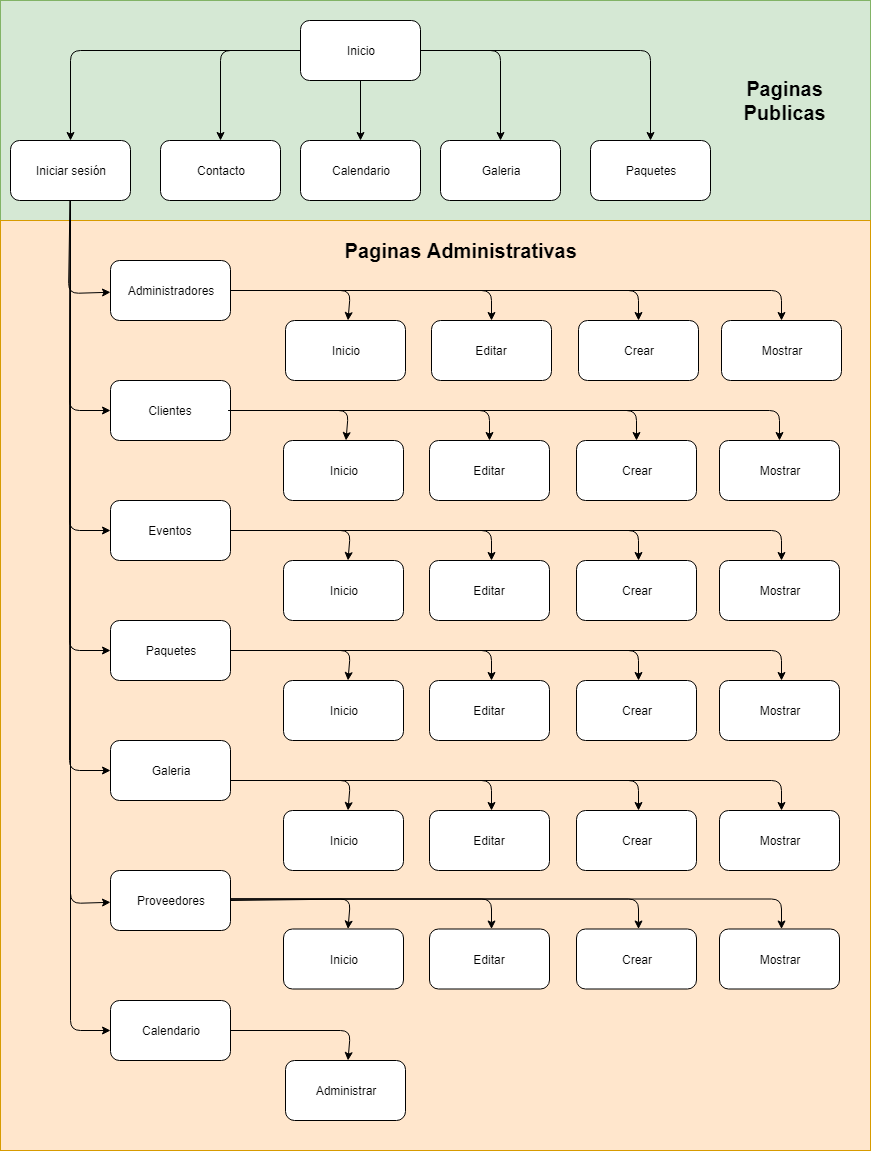 Inicio
Paginas
Publicas
Iniciar sesión
Contacto
Calendario
Galeria
Paquetes
Paginas Administrativas
Administradores
Inicio
Editar
Crear
Mostrar
Clientes
Inicio
Editar
Crear
Mostrar
Eventos
Inicio
Editar
Crear
Mostrar
Paquetes
Inicio
Editar
Crear
Mostrar
Galeria
Inicio
Editar
Crear
Mostrar
Proveedores
Inicio
Editar
Crear
Mostrar
Calendario
Administrar